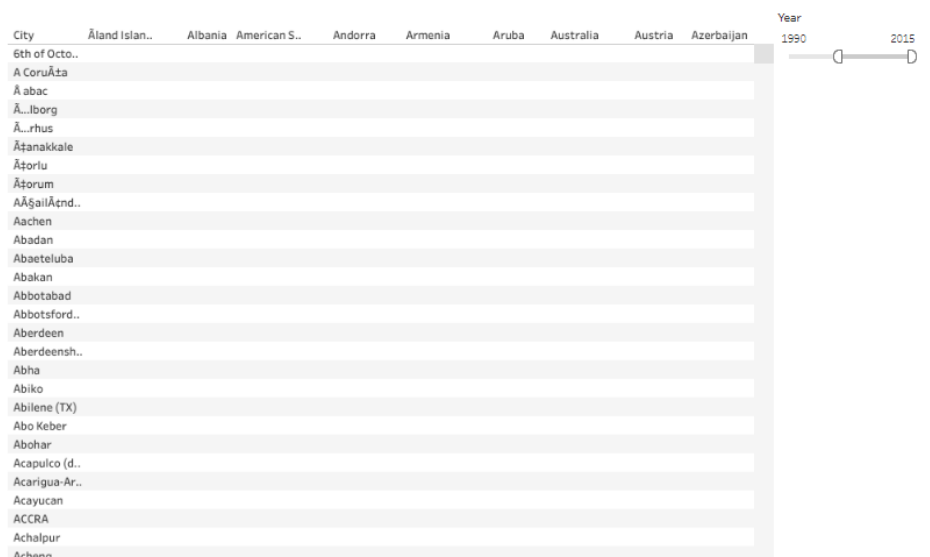 Year
City Åland Islan.. Albania American S.. Andorra Armenia Aruba Australia Austria Azerbaijan
1990 2015
6th of Octo..
A CoruÃ±a
Å abac
Ã...lborg
Ã...rhus
Ã‡anakkale
Ã‡orlu
Ã‡orum
AÃ§ailÃ¢nd..
Aachen
Abadan
Abaeteluba
Abakan
Abbotabad
Abbotsford..
Aberdeen
Aberdeensh..
Abha
Abiko
Abilene (TX)
Abo Keber
Abohar
Acapulco (d..
Acarigua-Ar..
Acayucan
ACCRA
Achalpur
Acheng